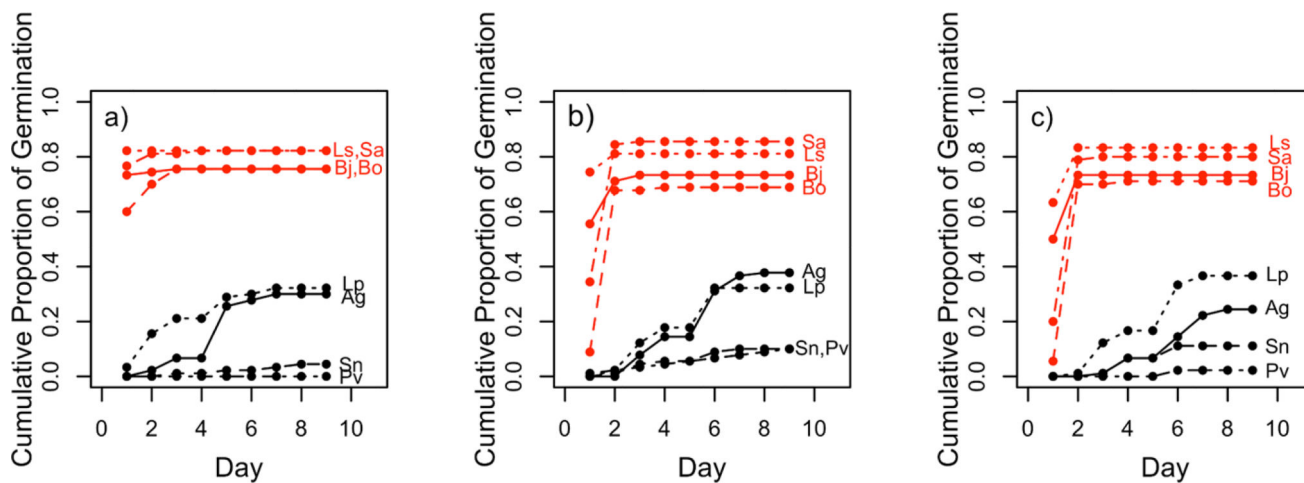 Cumulative Proportion of Germination
1.0
0.8
0.6
0.4
0.2
0.0
a)
Ls,Sa
Bj,Bo
Lp
Ag
Sn
Pv
0 2 4 6 8 10
Day
Cumulative Proportion of Germination
1.0
0.8
0.6
0.4
0.2
0.0
b)
Sa
Ls
Bj
Bo
Ag
Lp
Sn,Pv
0 2 4 6 8 10
Day
Cumulative Proportion of Germination
1.0
0.8
0.6
0.4
0.2
0.0
c)
Ls
Sa
Bj
Bo
Lp
Ag
Sn
Pv
0 2 4 6 8 10
Day